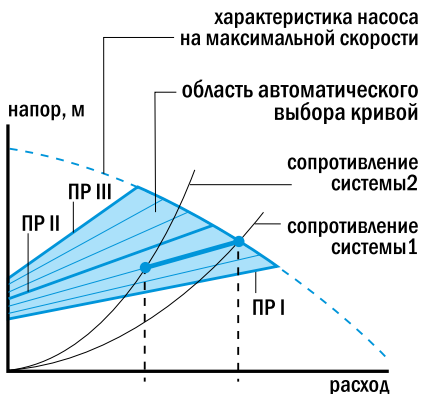 характеристика насоса
на максимальной скорости
область автоматического
выбора кривой
напор, м
сопротивление
системы2
ПР III
ПР II
сопротивление
системы1
ПР I
расход